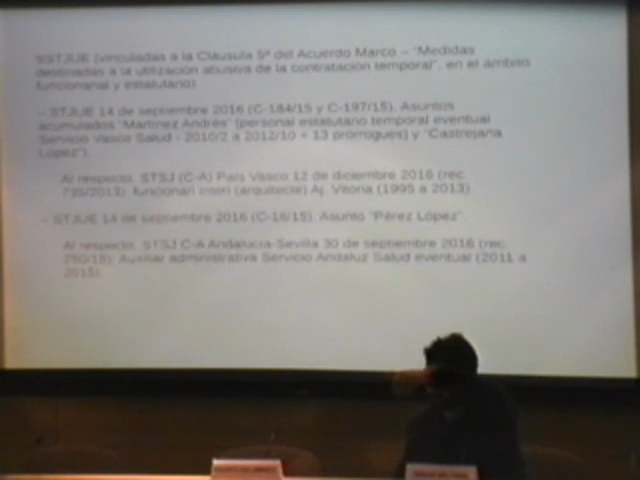 SSTJUE (vinculadas a la Cláusula 5ª del Acuerdo Marco – "Medidas
destinadas a la utilización abusiva de la contratación temporal", en el ámbito
funcionarial y estatutario)
– STJUE 14 de septiembre 2016 (C-184/15 y C-197/15). Asuntos
acumulados "Martínez Andrés" (personal estatutario temporal eventual
Servicio Vasco Salud - 2010/2 a 2012/10 = 13 prórrogues) y "Castrejana
López").
Al respecto, STSJ (C-A) País Vasco 12 de diciembre 2016 (rec.
735/2013): funcionari interí (arquitecte) Aj. Vitoria (1995 a 2013)
– STJUE 14 de septiembre 2016 (C-16/15). Asunto "Pérez López".
Al respecto, STSJ C-A Andalucía-Sevilla 30 de septiembre 2016 (rec.
250/15): Auxiliar administrativa Servicio Andaluz Salud eventual (2011 a
2015).